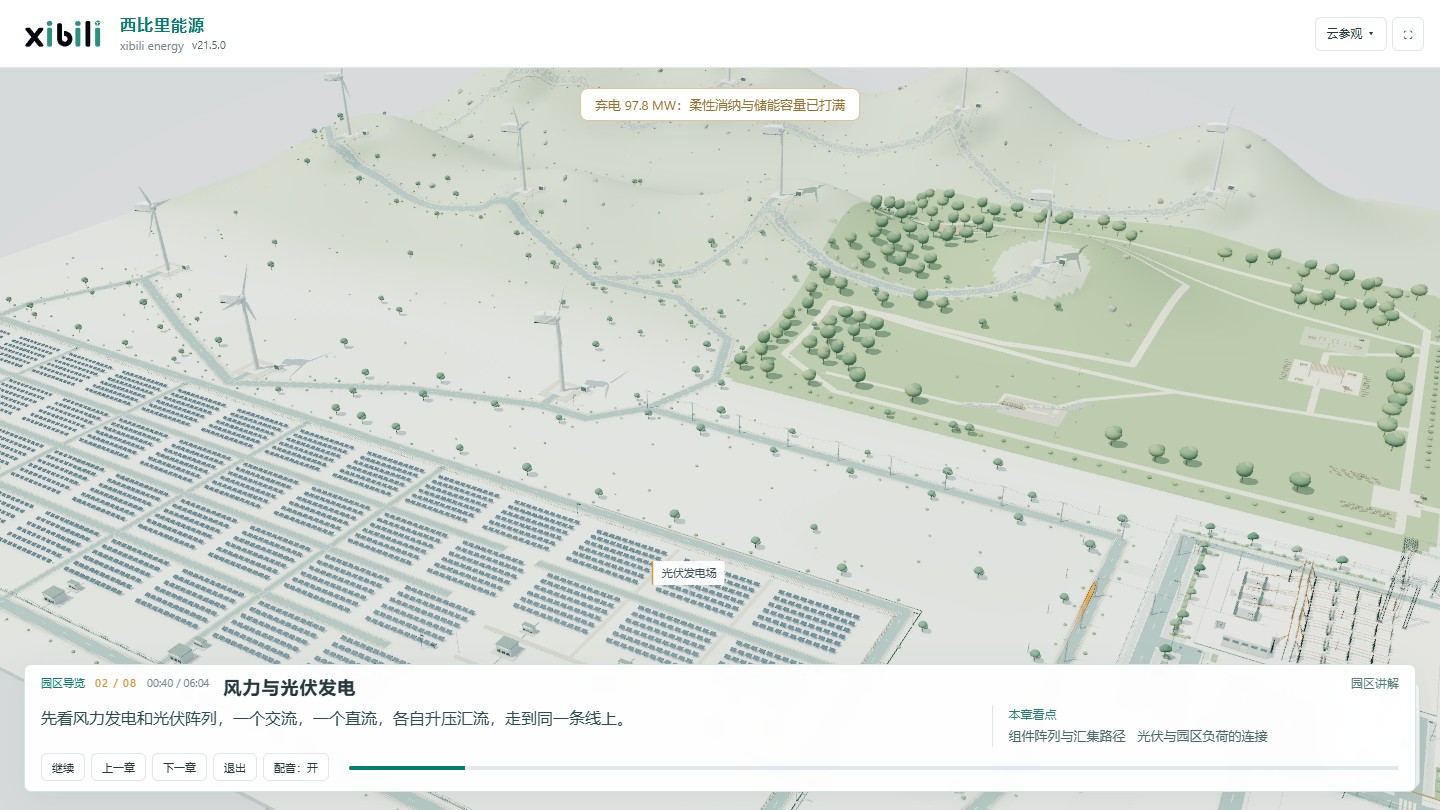 xibili
西比里能源
xibili energy v21.5.0
云参观
弃电 97.8 MW：柔性消纳与储能容量已打满
光伏发电场
园区导览 02 / 08 00:40 / 06:04 风力与光伏发电
园区讲解
先看风力发电和光伏阵列，一个交流，一个直流，各自升压汇流，走到同一条线上。
本章看点
组件阵列与汇集路径 光伏与园区负荷的连接
继续 上一章 下一章 退出 配音：开